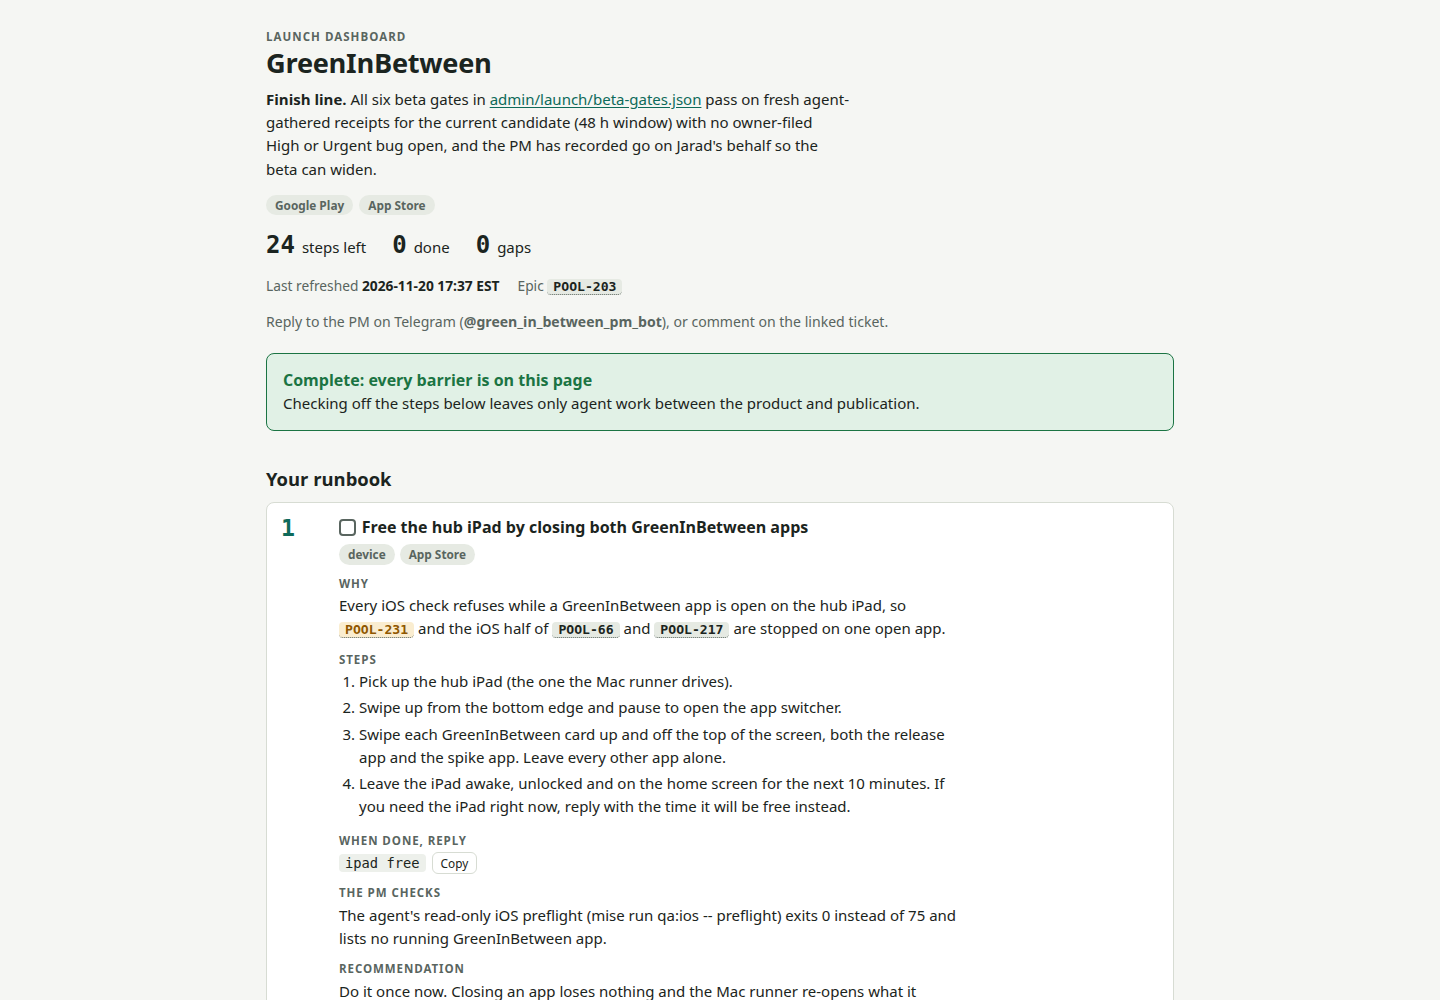 LAUNCH DASHBOARD
GreenInBetween
Finish line. All six beta gates in admin/launch/beta-gates.json pass on fresh agent-
gathered receipts for the current candidate (48 h window) with no owner-filed
High or Urgent bug open, and the PM has recorded go on Jarad's behalf so the
beta can widen.
Google Play App Store
24 steps left 0 done 0 gaps
Last refreshed 2026-11-20 17:37 EST Epic POOL-203
Reply to the PM on Telegram (@green_in_between_pm_bot), or comment on the linked ticket.
Complete: every barrier is on this page
Checking off the steps below leaves only agent work between the product and publication.
Your runbook
1 Free the hub iPad by closing both GreenInBetween apps
device App Store
WHY
Every iOS check refuses while a GreenInBetween app is open on the hub iPad, so
POOL-231 and the iOS half of POOL-66 and POOL-217 are stopped on one open app.
STEPS
1. Pick up the hub iPad (the one the Mac runner drives).
2. Swipe up from the bottom edge and pause to open the app switcher.
3. Swipe each GreenInBetween card up and off the top of the screen, both the release
app and the spike app. Leave every other app alone.
4. Leave the iPad awake, unlocked and on the home screen for the next 10 minutes. If
you need the iPad right now, reply with the time it will be free instead.
WHEN DONE, REPLY
ipad free Copy
THE PM CHECKS
The agent's read-only iOS preflight (mise run qa:ios -- preflight) exits 0 instead of 75 and
lists no running GreenInBetween app.
RECOMMENDATION
Do it once now. Closing an app loses nothing and the Mac runner re-opens what it